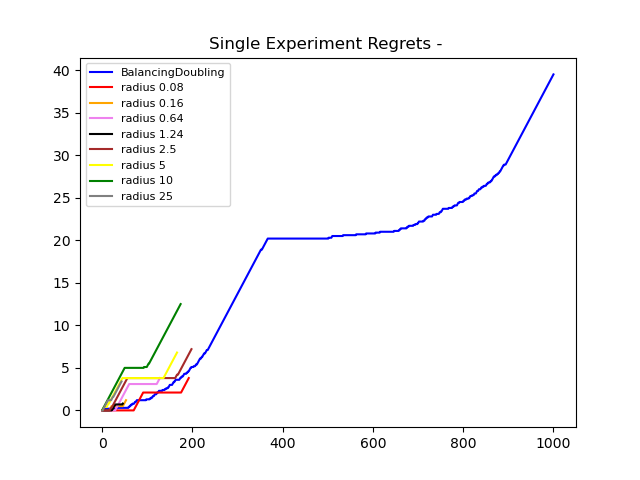 Single Experiment Regrets -
40
35
30
25
20
15
10
5
0
BalancingDoubling
radius 0.08
radius 0.16
radius 0.64
radius 1.24
radius 2.5
radius 5
radius 10
radius 25
0 200 400 600 800 1000